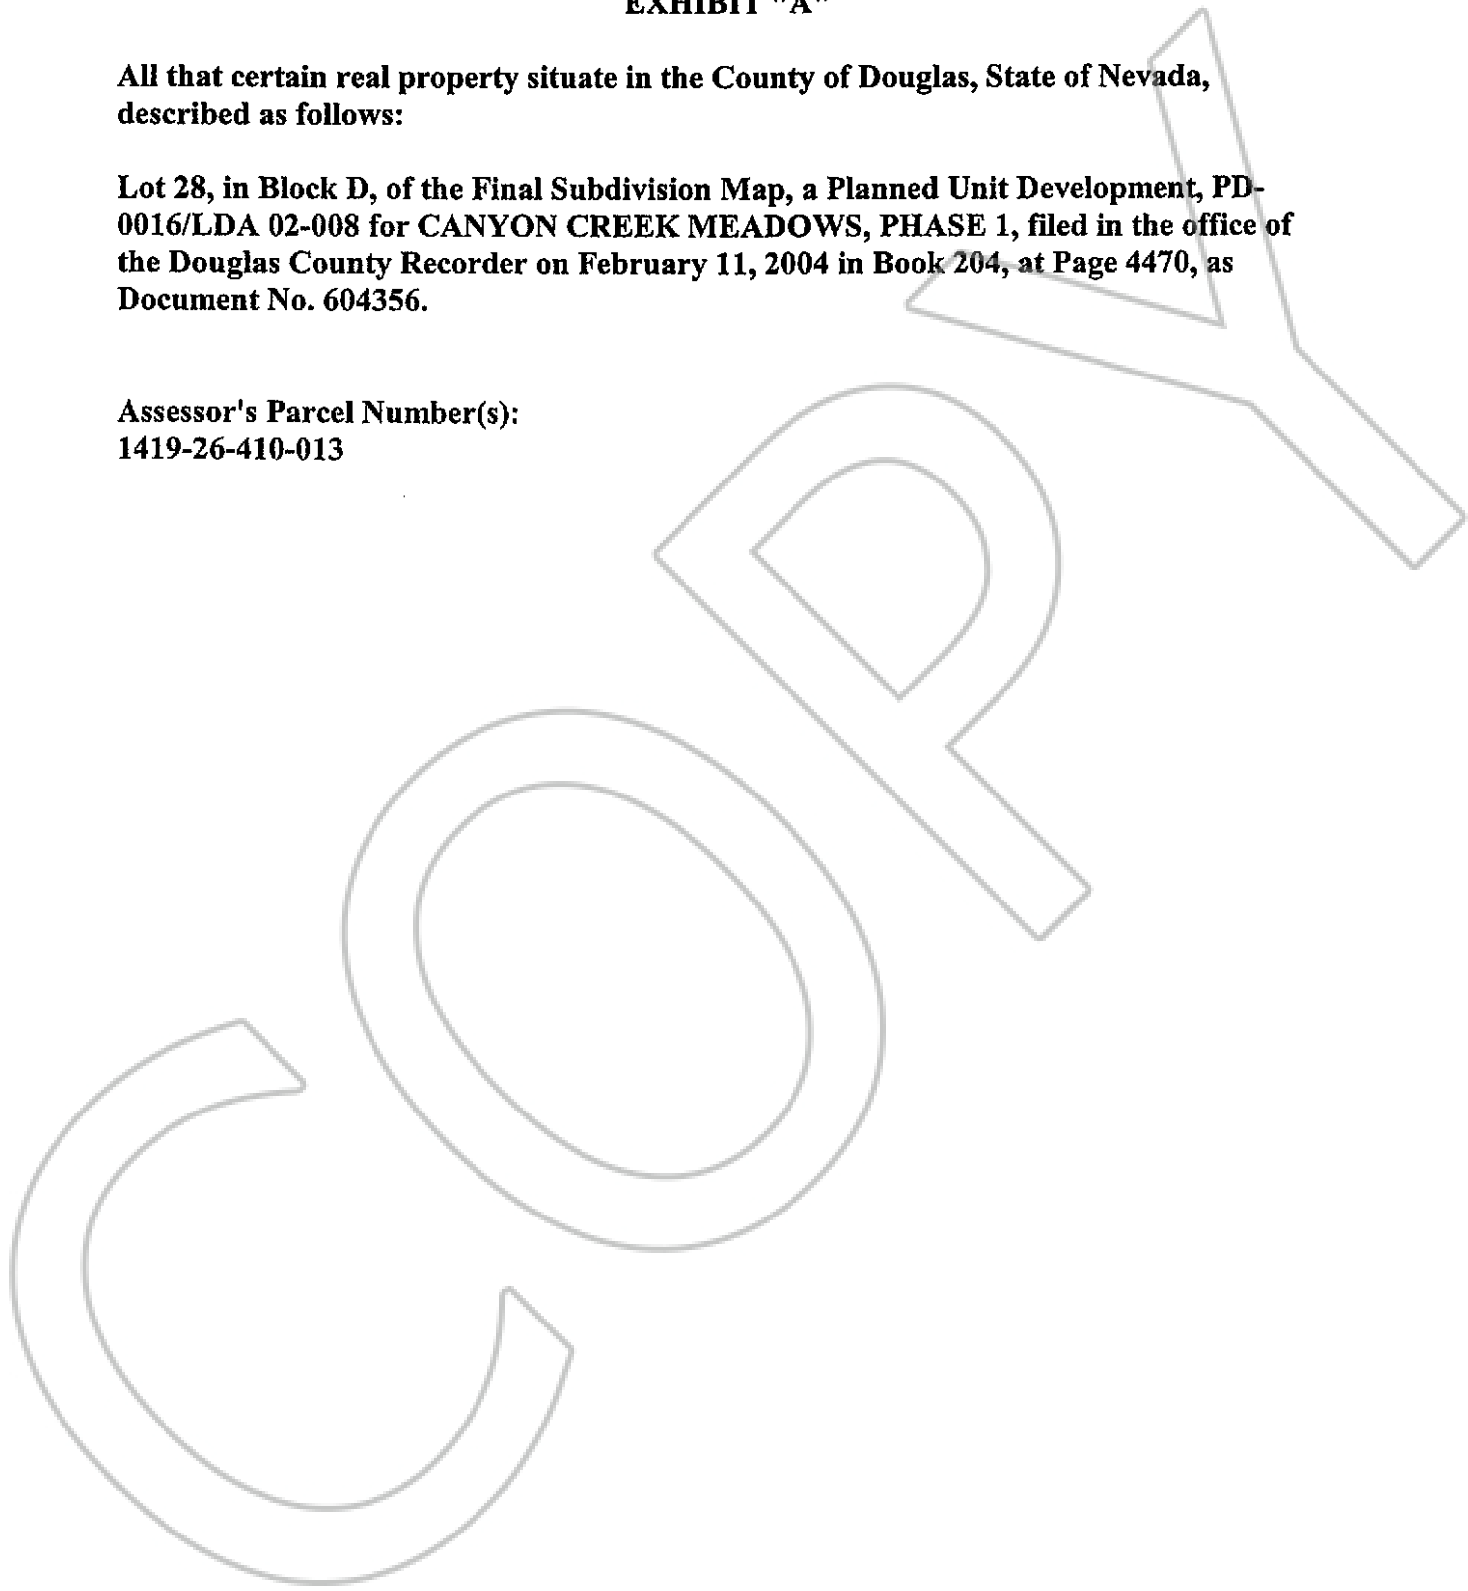 EXHIBIT "A"
All that certain real property situate in the County of Douglas, State of Nevada,
described as follows:
Lot 28, in Block D, of the Final Subdivision Map, a Planned Unit Development, PD-
0016/LDA 02-008 for CANYON CREEK MEADOWS, PHASE 1, filed in the office of
the Douglas County Recorder on February 11, 2004 in Book 204, at Page 4470, as
Document No. 604356.
Assessor's Parcel Number(s):
1419-26-410-013
COPY